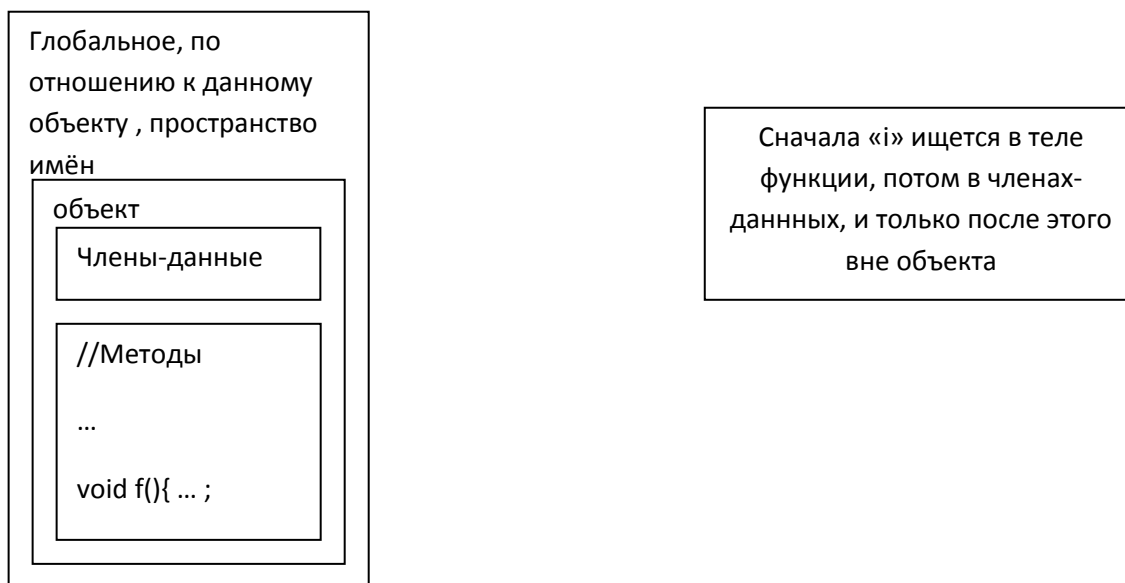 Глобальное, по
отношению к данному
объекту , пространство
имён
объект
Члены-данные
//Методы
…
void f(){ … ;
Сначала «i» ищется в теле
функции, потом в членах-
даннных, и только после этого
вне объекта